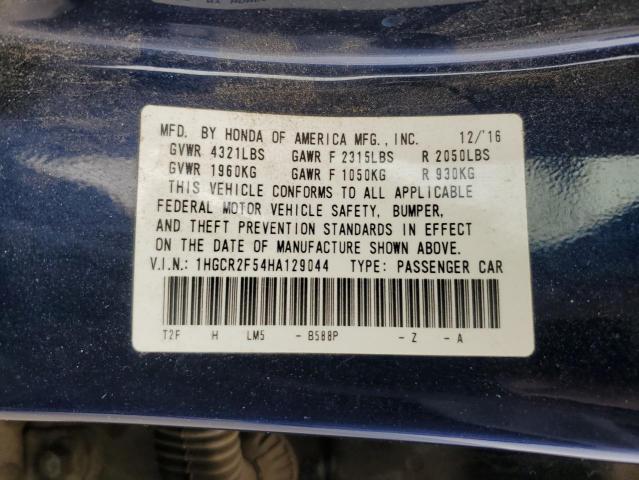 MFD. BY HONDA OF AMERICA MFG., INC. 12/'16
GVWR 4321LBS GAWR F 2315LBS R 2050LBS
GVWR 1960KG GAWR F 1050KG R 930KG
THIS VEHICLE CONFORMS TO ALL APPLICABLE
FEDERAL MOTOR VEHICLE SAFETY, BUMPER,
AND THEFT PREVENTION STANDARDS IN EFFECT
ON THE DATE OF MANUFACTURE SHOWN ABOVE.
V.I.N.: 1HGCR2F54HA129044 TYPE: PASSENGER CAR
T2F H LM5 - B588P - Z - A